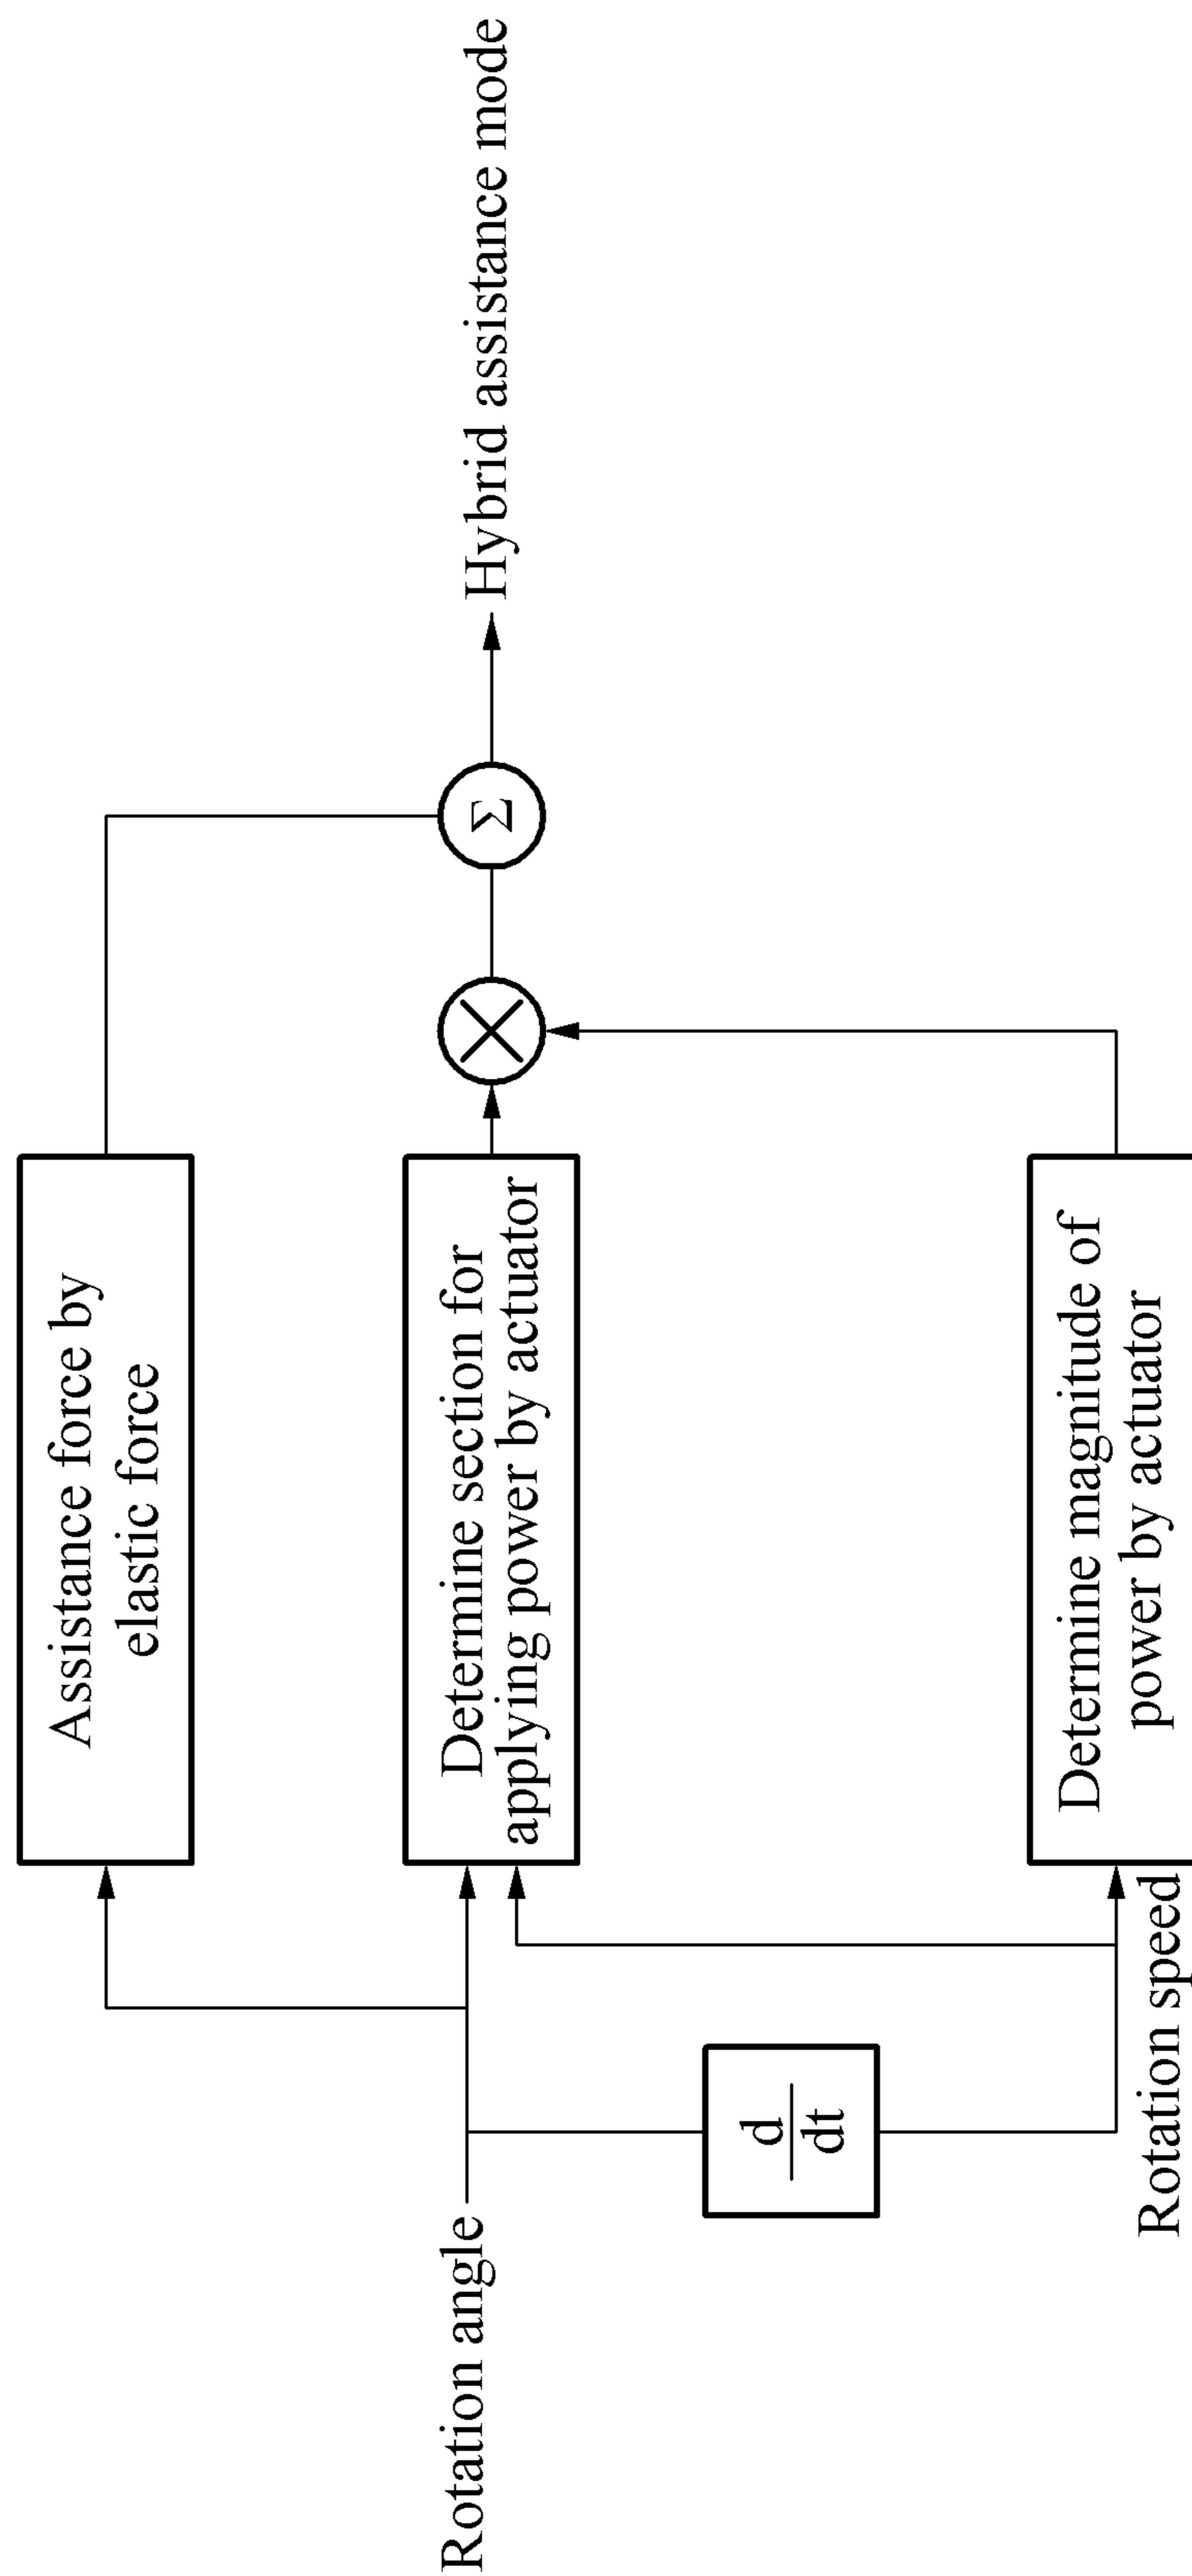 Assistance force by
elastic force
Rotation angle
Determine section for
applying power by actuator
Σ
Hybrid assistance mode
d
dt
Rotation speed
Determine magnitude of
power by actuator